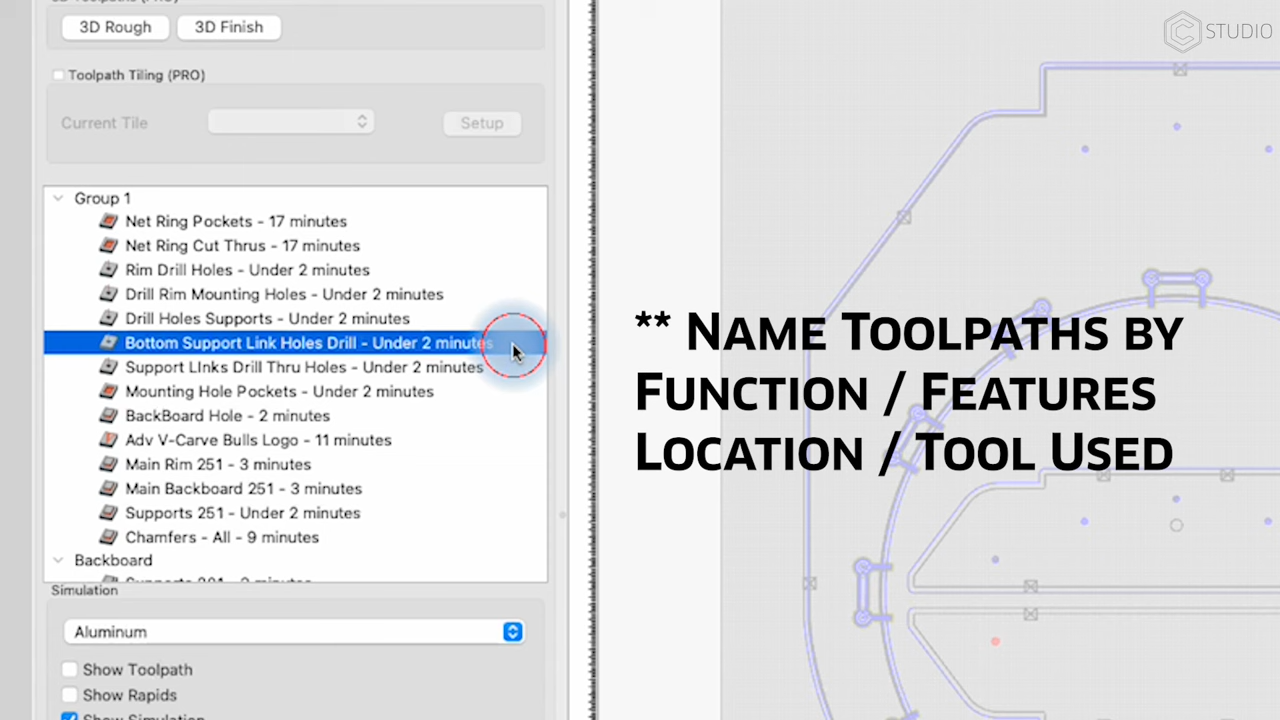 3D Rough
3D Finish
Toolpath Tiling (PRO)
Current Tile
Setup
Group 1
Net Ring Pockets - 17 minutes
Net Ring Cut Thrus - 17 minutes
Rim Drill Holes - Under 2 minutes
Drill Rim Mounting Holes - Under 2 minutes
Drill Holes Supports - Under 2 minutes
Bottom Support Link Holes Drill - Under 2 minutes
Support LInks Drill Thru Holes - Under 2 minutes
Mounting Hole Pockets - Under 2 minutes
BackBoard Hole - 2 minutes
Adv V-Carve Bulls Logo - 11 minutes
Main Rim 251 - 3 minutes
Main Backboard 251 - 3 minutes
Supports 251 - Under 2 minutes
Chamfers - All - 9 minutes
Backboard
Simulation
Aluminum
Show Toolpath
Show Rapids
Show Simulation
STUDIO
** Name Toolpaths by
Function / Features
Location / Tool Used